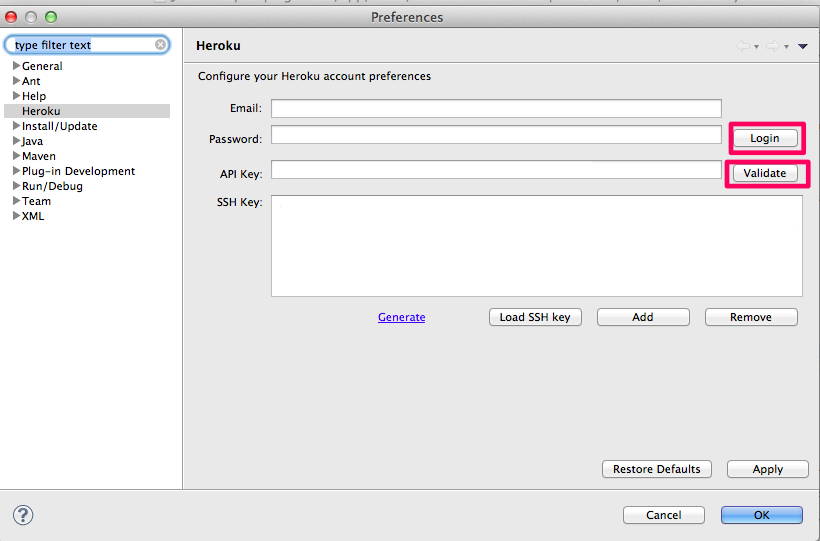 Preferences
type filter text
General
Ant
Help
Heroku
Install/Update
Java
Maven
Plug-in Development
Run/Debug
Team
XML
Heroku
Configure your Heroku account preferences
Email:
Password:
Login
API Key:
Validate
SSH Key:
Generate
Load SSH key
Add
Remove
Restore Defaults
Apply
?
Cancel
OK